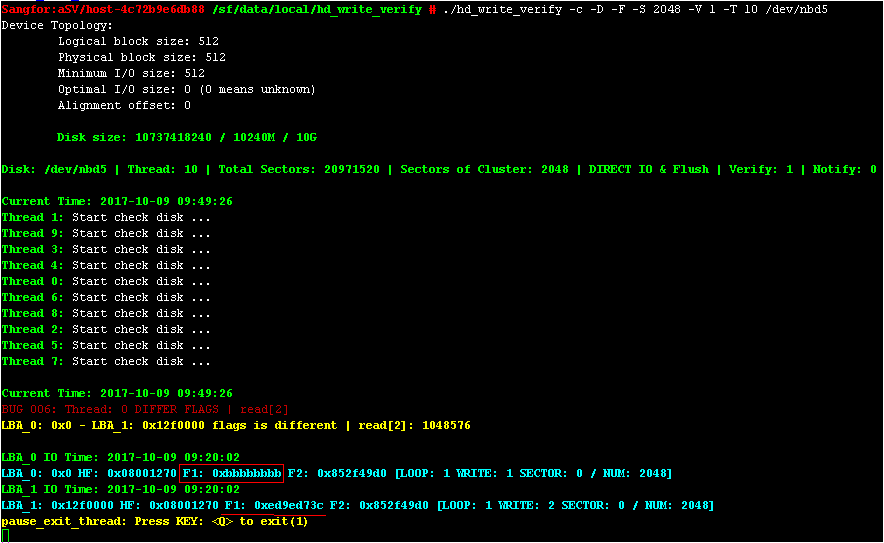 Sangfor:aSV/host-4c72b9e6db88 /sf/data/local/hd_write_verify # ./hd_write_verify -c -D -F -S 2048 -V 1 -T 10 /dev/nbd5
Device Topology:
Logical block size: 512
Physical block size: 512
Minimum I/O size: 512
Optimal I/O size: 0 (0 means unknown)
Alignment offset: 0
Disk size: 10737418240 / 10240M / 10G
Disk: /dev/nbd5 | Thread: 10 | Total Sectors: 20971520 | Sectors of Cluster: 2048 | DIRECT IO & Flush | Verify: 1 | Notify: 0
Current Time: 2017-10-09 09:49:26
Thread 1: Start check disk ...
Thread 9: Start check disk ...
Thread 3: Start check disk ...
Thread 4: Start check disk ...
Thread 0: Start check disk ...
Thread 6: Start check disk ...
Thread 8: Start check disk ...
Thread 2: Start check disk ...
Thread 5: Start check disk ...
Thread 7: Start check disk ...
Current Time: 2017-10-09 09:49:26
BUG 006: Thread: 0 DIFFER FLAGS | read[2]
LBA_0: 0x0 - LBA_1: 0x12f0000 flags is different | read[2]: 1048576
LBA_0 IO Time: 2017-10-09 09:20:02
LBA_0: 0x0 HF: 0x08001270 F1: 0xbbbbbbbb F2: 0x852f49d0 [LOOP: 1 WRITE: 1 SECTOR: 0 / NUM: 2048]
LBA_1 IO Time: 2017-10-09 09:20:02
LBA_1: 0x12f0000 HF: 0x08001270 F1: 0xed9ed73c F2: 0x852f49d0 [LOOP: 1 WRITE: 2 SECTOR: 0 / NUM: 2048]
pause_exit_thread: Press KEY: <Q> to exit(1)